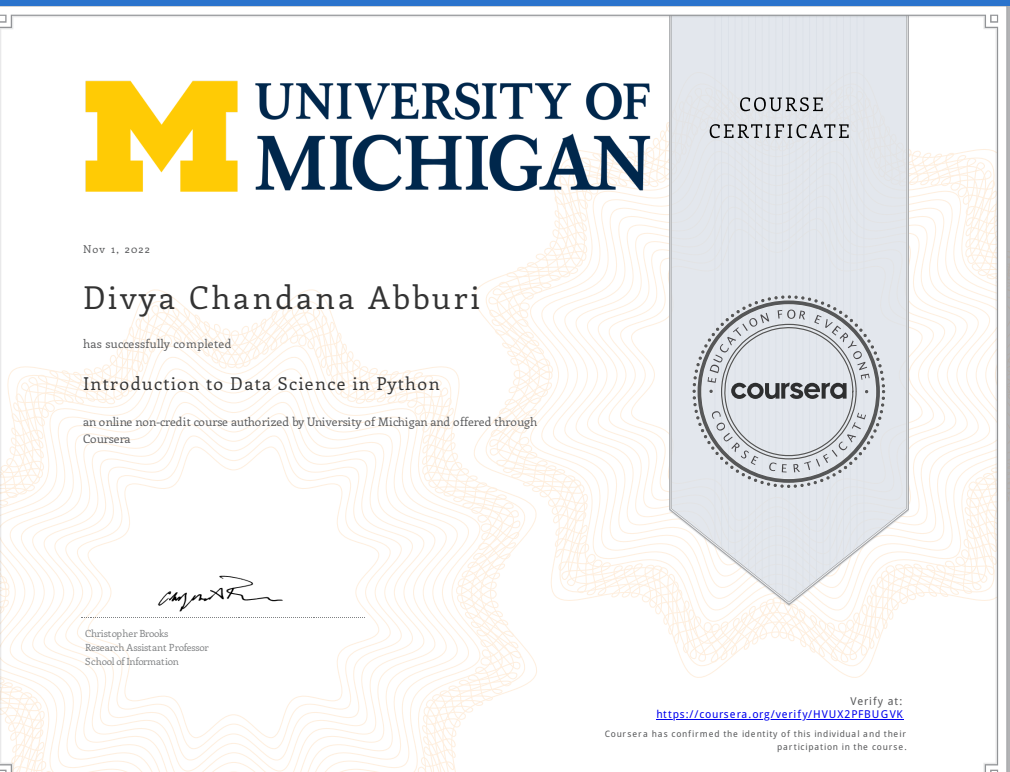 UNIVERSITY OF
MICHIGAN
COURSE
CERTIFICATE
Nov 1, 2022
Divya Chandana Abburi
has successfully completed
Introduction to Data Science in Python
an online non-credit course authorized by University of Michigan and offered through
Coursera
EDUCATION FOR EVERYONE
coursera
COURSE CERTIFICATE
Christopher Brooks
Research Assistant Professor
School of Information
Verify at:
https://coursera.org/verify/HVUX2PFBUGVK
Coursera has confirmed the identity of this individual and their
participation in the course.